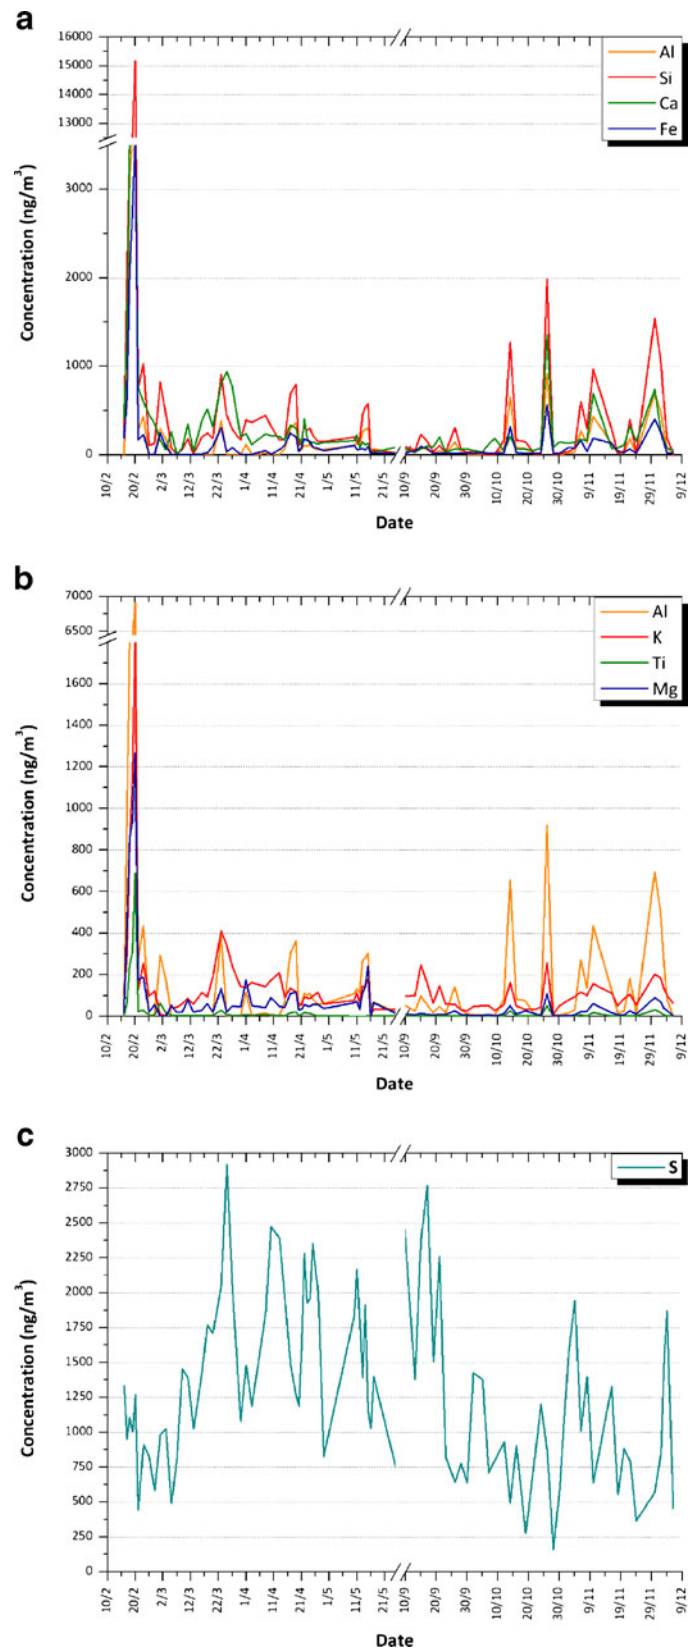 a
16000
15000
14000
13000
3000
2000
1000
0
Concentration (ng/m³)
Al
Si
Ca
Fe
10/2 20/2 2/3 12/3 22/3 1/4 11/4 21/4 1/5 11/5 21/5 10/9 20/9 30/9 10/10 20/10 30/10 9/11 19/11 29/11 9/12
Date
b
7000
6500
1600
1400
1200
1000
800
600
400
200
0
Concentration (ng/m³)
Al
K
Ti
Mg
10/2 20/2 2/3 12/3 22/3 1/4 11/4 21/4 1/5 11/5 21/5 10/9 20/9 30/9 10/10 20/10 30/10 9/11 19/11 29/11 9/12
Date
c
3000
2750
2500
2250
2000
1750
1500
1250
1000
750
500
250
0
Concentration (ng/m³)
S
10/2 20/2 2/3 12/3 22/3 1/4 11/4 21/4 1/5 11/5 21/5 10/9 20/9 30/9 10/10 20/10 30/10 9/11 19/11 29/11 9/12
Date